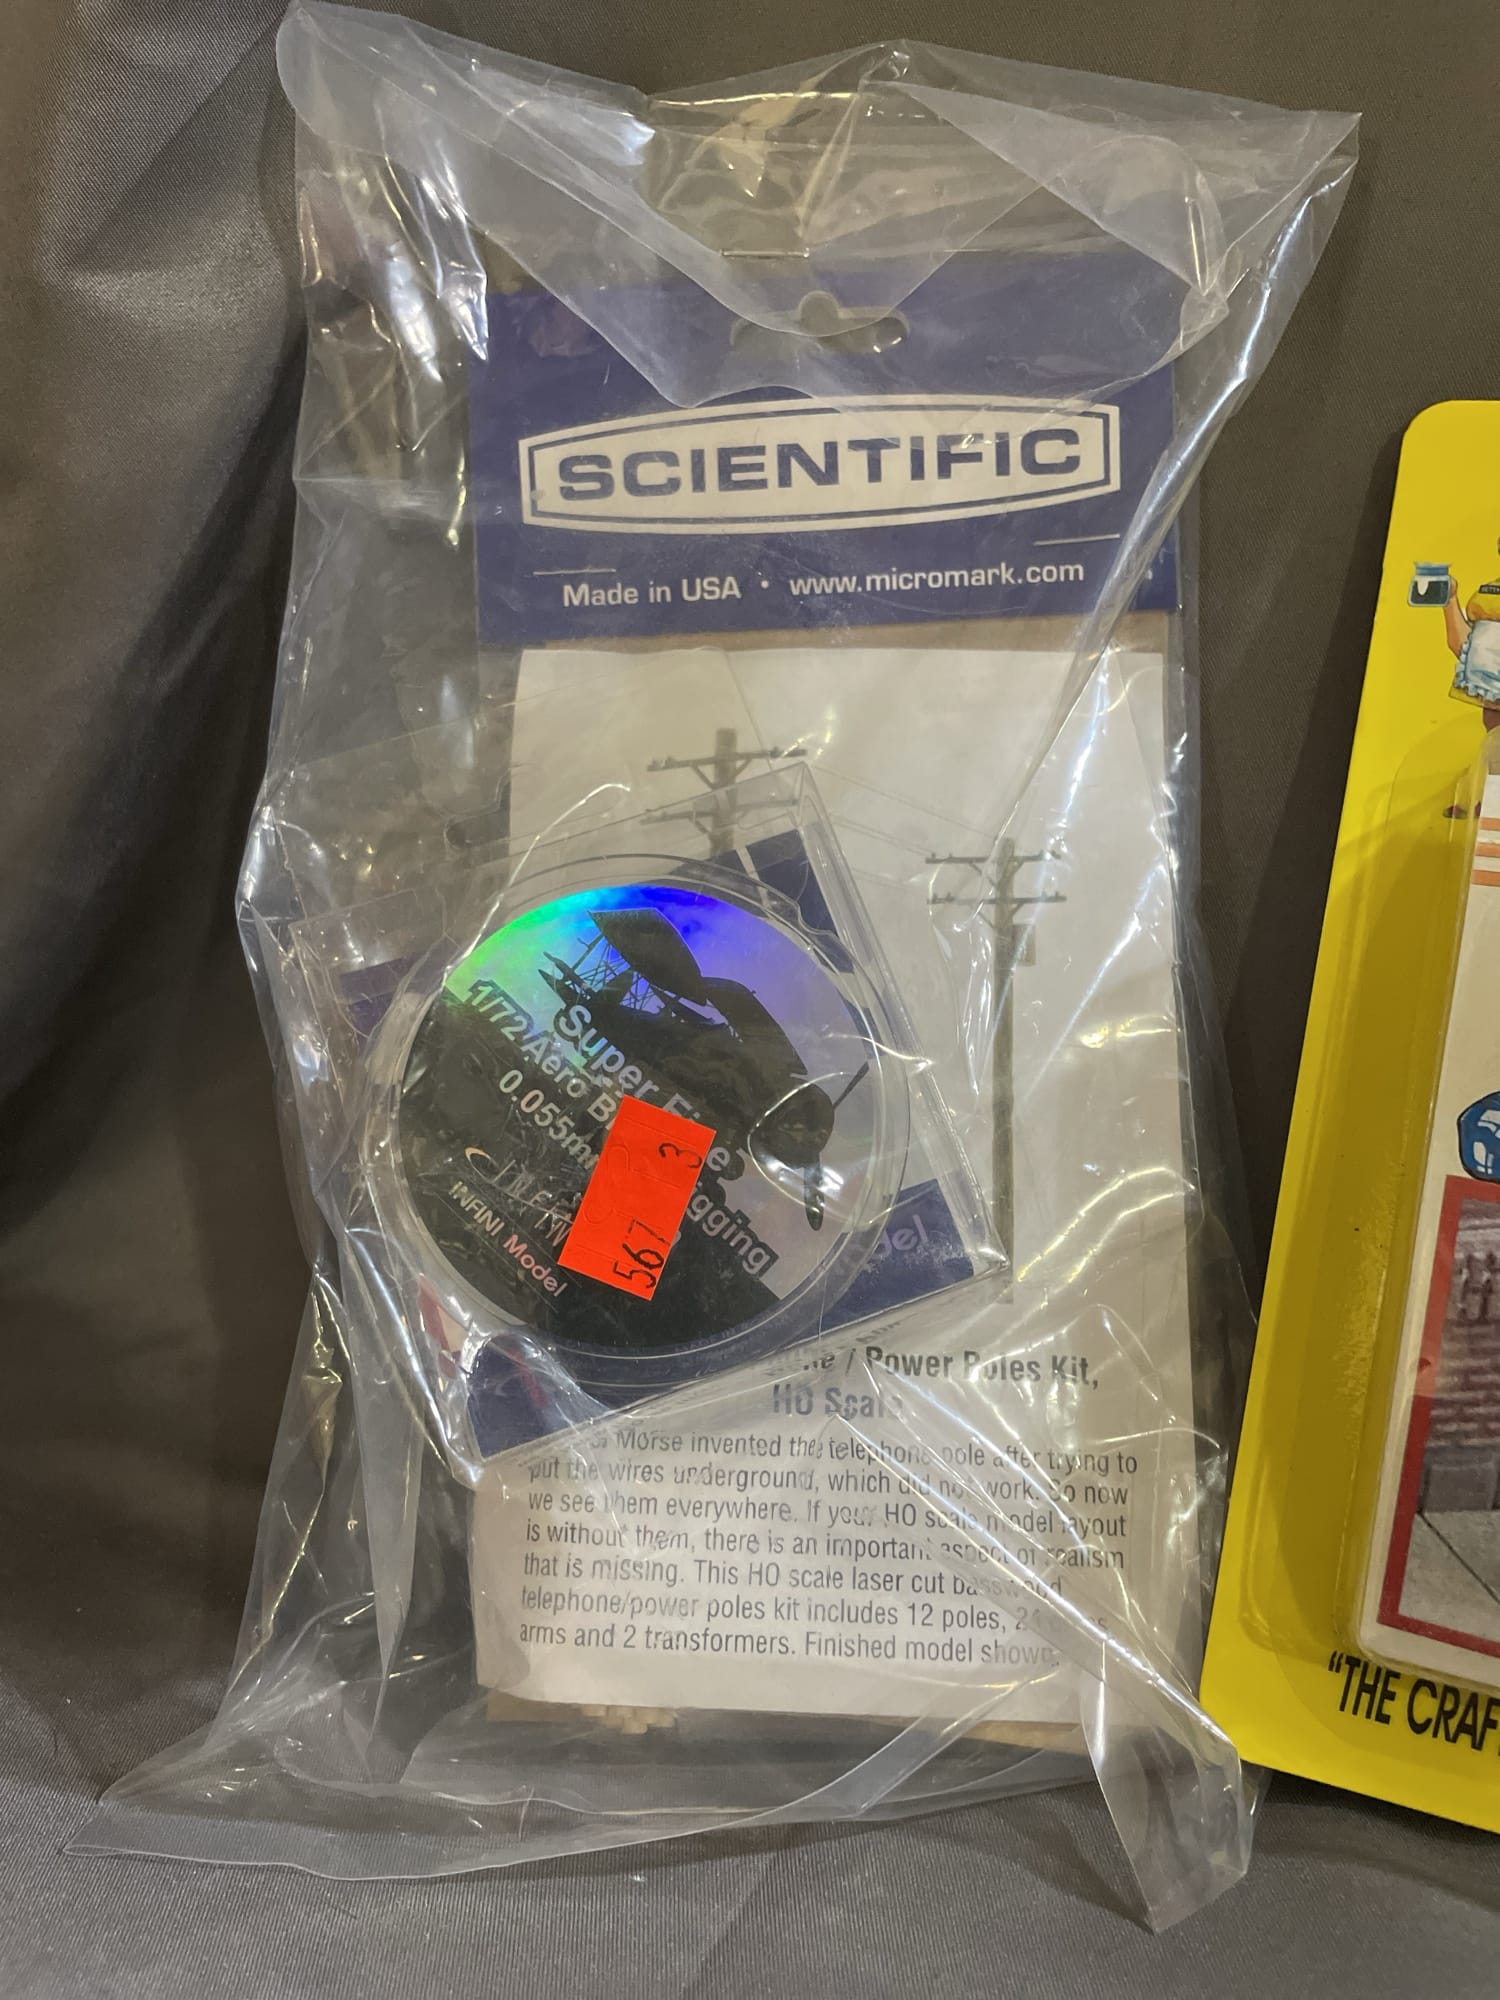 SCIENTIFIC
Made in USA • www.micromark.com
Super Fine
1/72 Aero
0.055mm
INFINI Model
gging
3
567
Power Poles Kit,
HO Scale
Morse invented the telephone pole after trying to
put the wires underground, which did not work. So now
we see them everywhere. If your HO scale model layout
is without them, there is an important aspect of realism
that is missing. This HO scale laser cut basswood
telephone/power poles kit includes 12 poles, 24
arms and 2 transformers. Finished model shown.
"THE CRAF